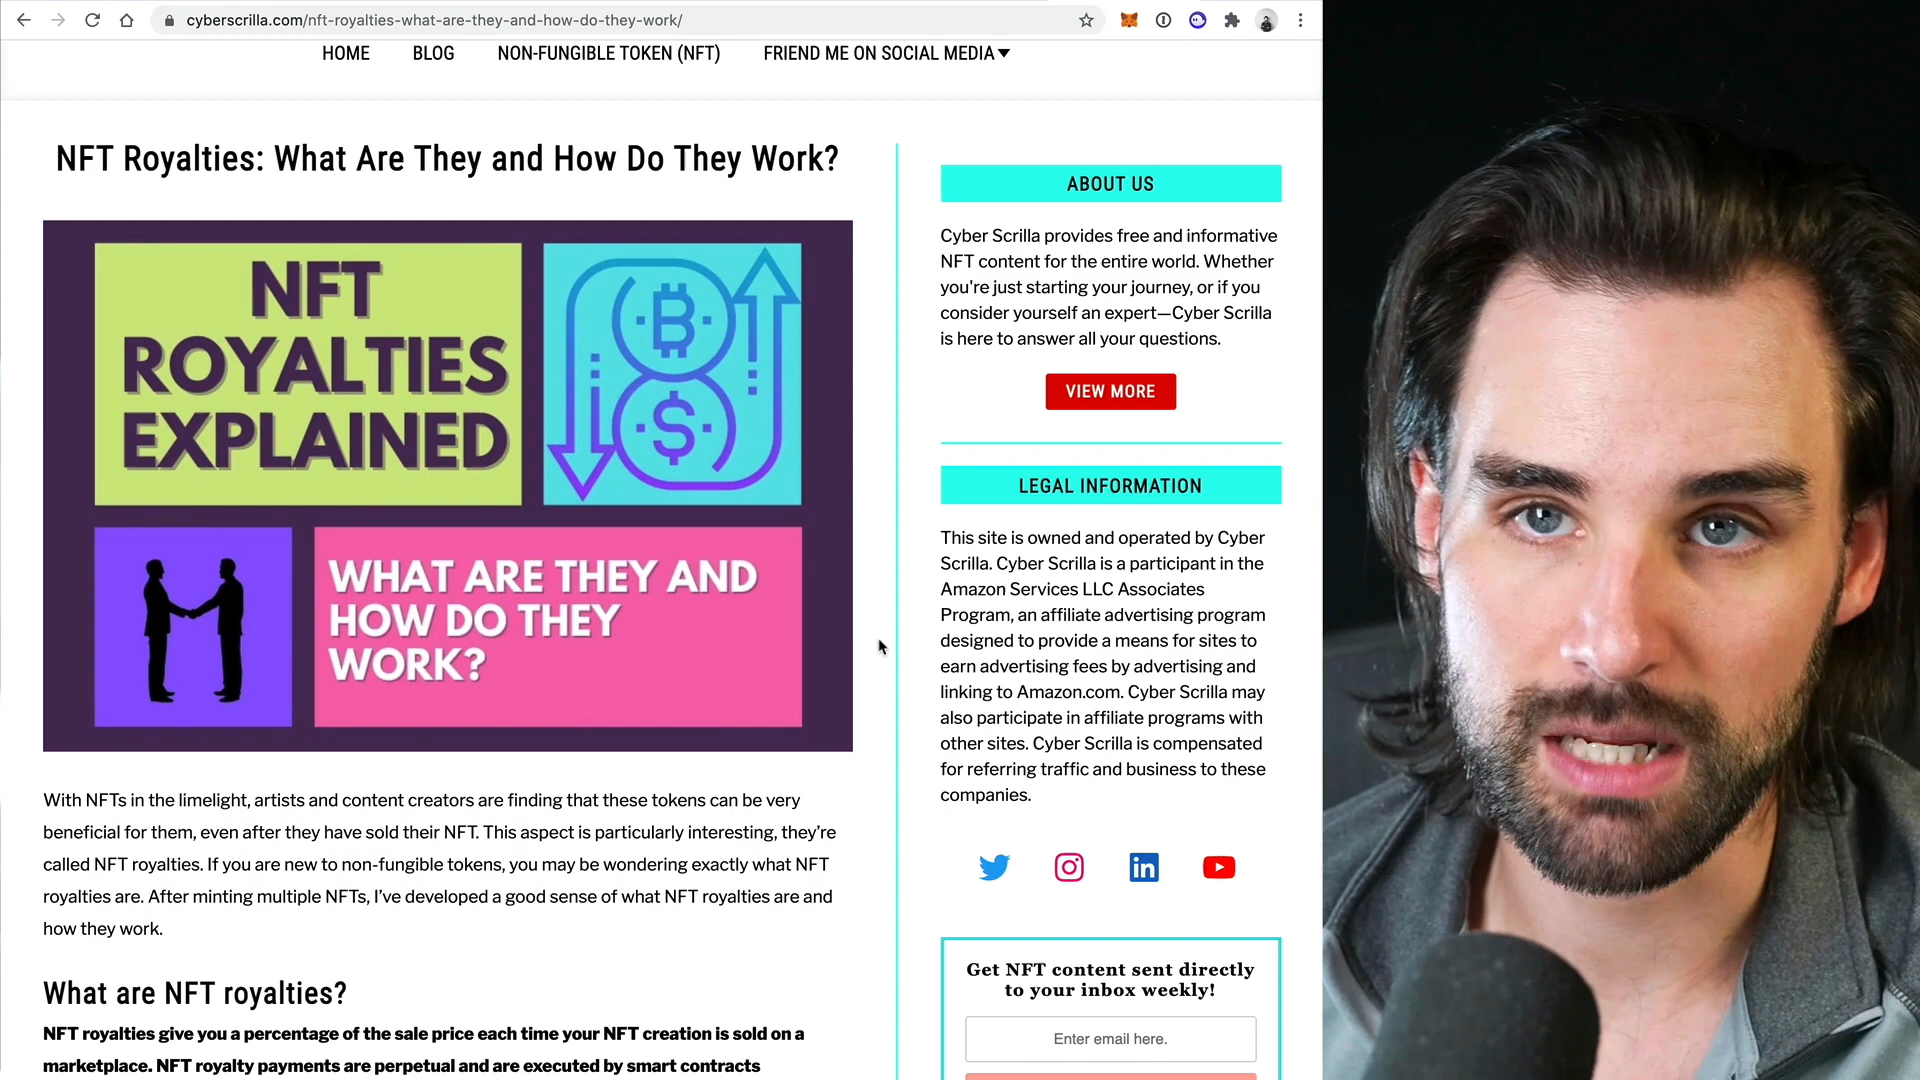 cyberscrilla.com/nft-royalties-what-are-they-and-how-do-they-work/
HOME
BLOG
NON-FUNGIBLE TOKEN (NFT)
FRIEND ME ON SOCIAL MEDIA
NFT Royalties: What Are They and How Do They Work?
NFT
ROYALTIES
EXPLAINED
WHAT ARE THEY AND
HOW DO THEY
WORK?
With NFTs in the limelight, artists and content creators are finding that these tokens can be very
beneficial for them, even after they have sold their NFT. This aspect is particularly interesting, they're
called NFT royalties. If you are new to non-fungible tokens, you may be wondering exactly what NFT
royalties are. After minting multiple NFTs, I've developed a good sense of what NFT royalties are and
how they work.
What are NFT royalties?
NFT royalties give you a percentage of the sale price each time your NFT creation is sold on a
marketplace. NFT royalty payments are perpetual and are executed by smart contracts
ABOUT US
Cyber Scrilla provides free and informative
NFT content for the entire world. Whether
you're just starting your journey, or if you
consider yourself an expert—Cyber Scrilla
is here to answer all your questions.
VIEW MORE
LEGAL INFORMATION
This site is owned and operated by Cyber
Scrilla. Cyber Scrilla is a participant in the
Amazon Services LLC Associates
Program, an affiliate advertising program
designed to provide a means for sites to
earn advertising fees by advertising and
linking to Amazon.com. Cyber Scrilla may
also participate in affiliate programs with
other sites. Cyber Scrilla is compensated
for referring traffic and business to these
companies.
Get NFT content sent directly
to your inbox weekly!
Enter email here.